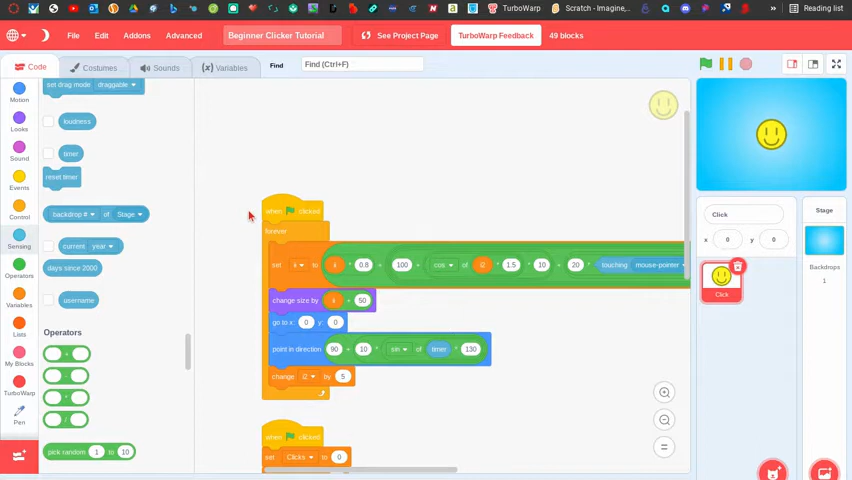 TurboWarp
Scratch - Imagine,...
»
Reading list
File
Edit
Addons
Advanced
Beginner Clicker Tutorial
See Project Page
TurboWarp Feedback
49 blocks
Code
Costumes
Sounds
Variables
Find
Find (Ctrl+F)
Motion
Looks
Sound
Events
Control
Sensing
Operators
Variables
Lists
My Blocks
TurboWarp
Pen
set drag mode draggable
loudness
timer
reset timer
backdrop # of Stage
current year
days since 2000
username
Operators
+
-
*
/
pick random 1 to 10
when clicked
forever
set to * 0.8 100 cos of i2 * 1.5 * 10 + 20 * touching mouse-pointer
change size by 50
go to x: 0 y: 0
point in direction 90 10 * sin of timer * 130
change i2 by 5
when clicked
set Clicks to 0
Click
x 0 y 0
Click
Stage
Backdrops
1